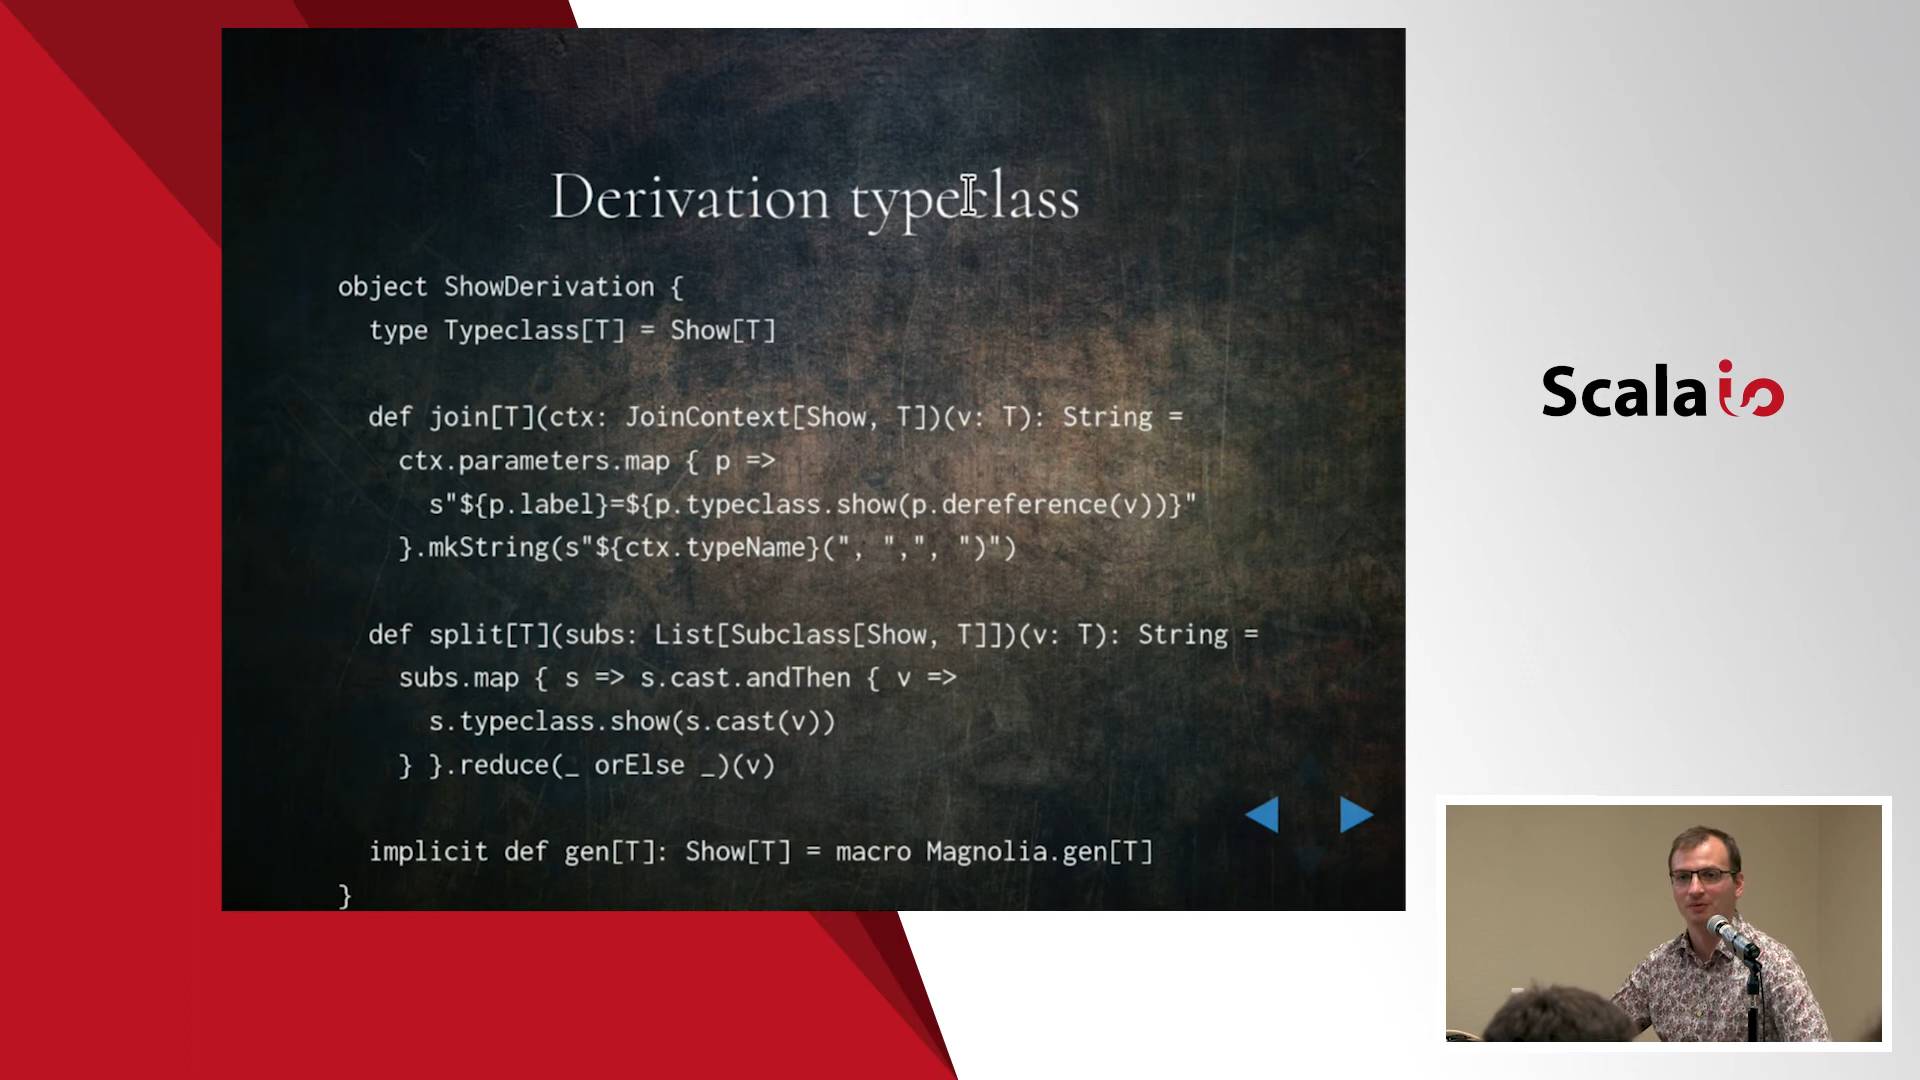 Derivation typeclass
object ShowDerivation {
type Typeclass[T] = Show[T]
def join[T](ctx: JoinContext[Show, T])(v: T): String =
ctx.parameters.map { p =>
s"${p.label}=${p.typeclass.show(p.dereference(v))}"
}.mkString(s"${ctx.typeName}(", ",", ")")
def split[T](subs: List[Subclass[Show, T]])(v: T): String =
subs.map { s => s.cast.andThen { v =>
s.typeclass.show(s.cast(v))
} }.reduce(_ orElse _)(v)
implicit def gen[T]: Show[T] = macro Magnolia.gen[T]
}
Scala io